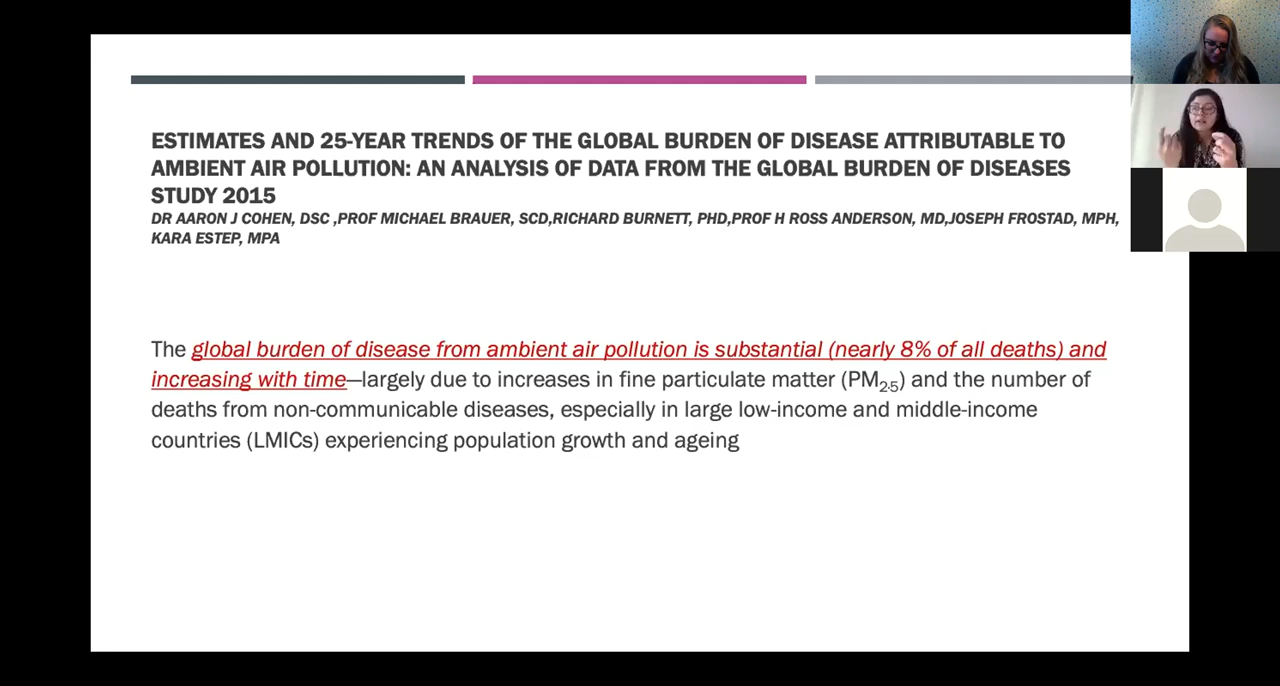 ESTIMATES AND 25-YEAR TRENDS OF THE GLOBAL BURDEN OF DISEASE ATTRIBUTABLE TO
AMBIENT AIR POLLUTION: AN ANALYSIS OF DATA FROM THE GLOBAL BURDEN OF DISEASES
STUDY 2015
DR AARON J COHEN, DSC ,PROF MICHAEL BRAUER, SCD,RICHARD BURNETT, PHD,PROF H ROSS ANDERSON, MD,JOSEPH FROSTAD, MPH,
KARA ESTEP, MPA
The global burden of disease from ambient air pollution is substantial (nearly 8% of all deaths) and
increasing with time—largely due to increases in fine particulate matter (PM2·5) and the number of
deaths from non-communicable diseases, especially in large low-income and middle-income
countries (LMICs) experiencing population growth and ageing